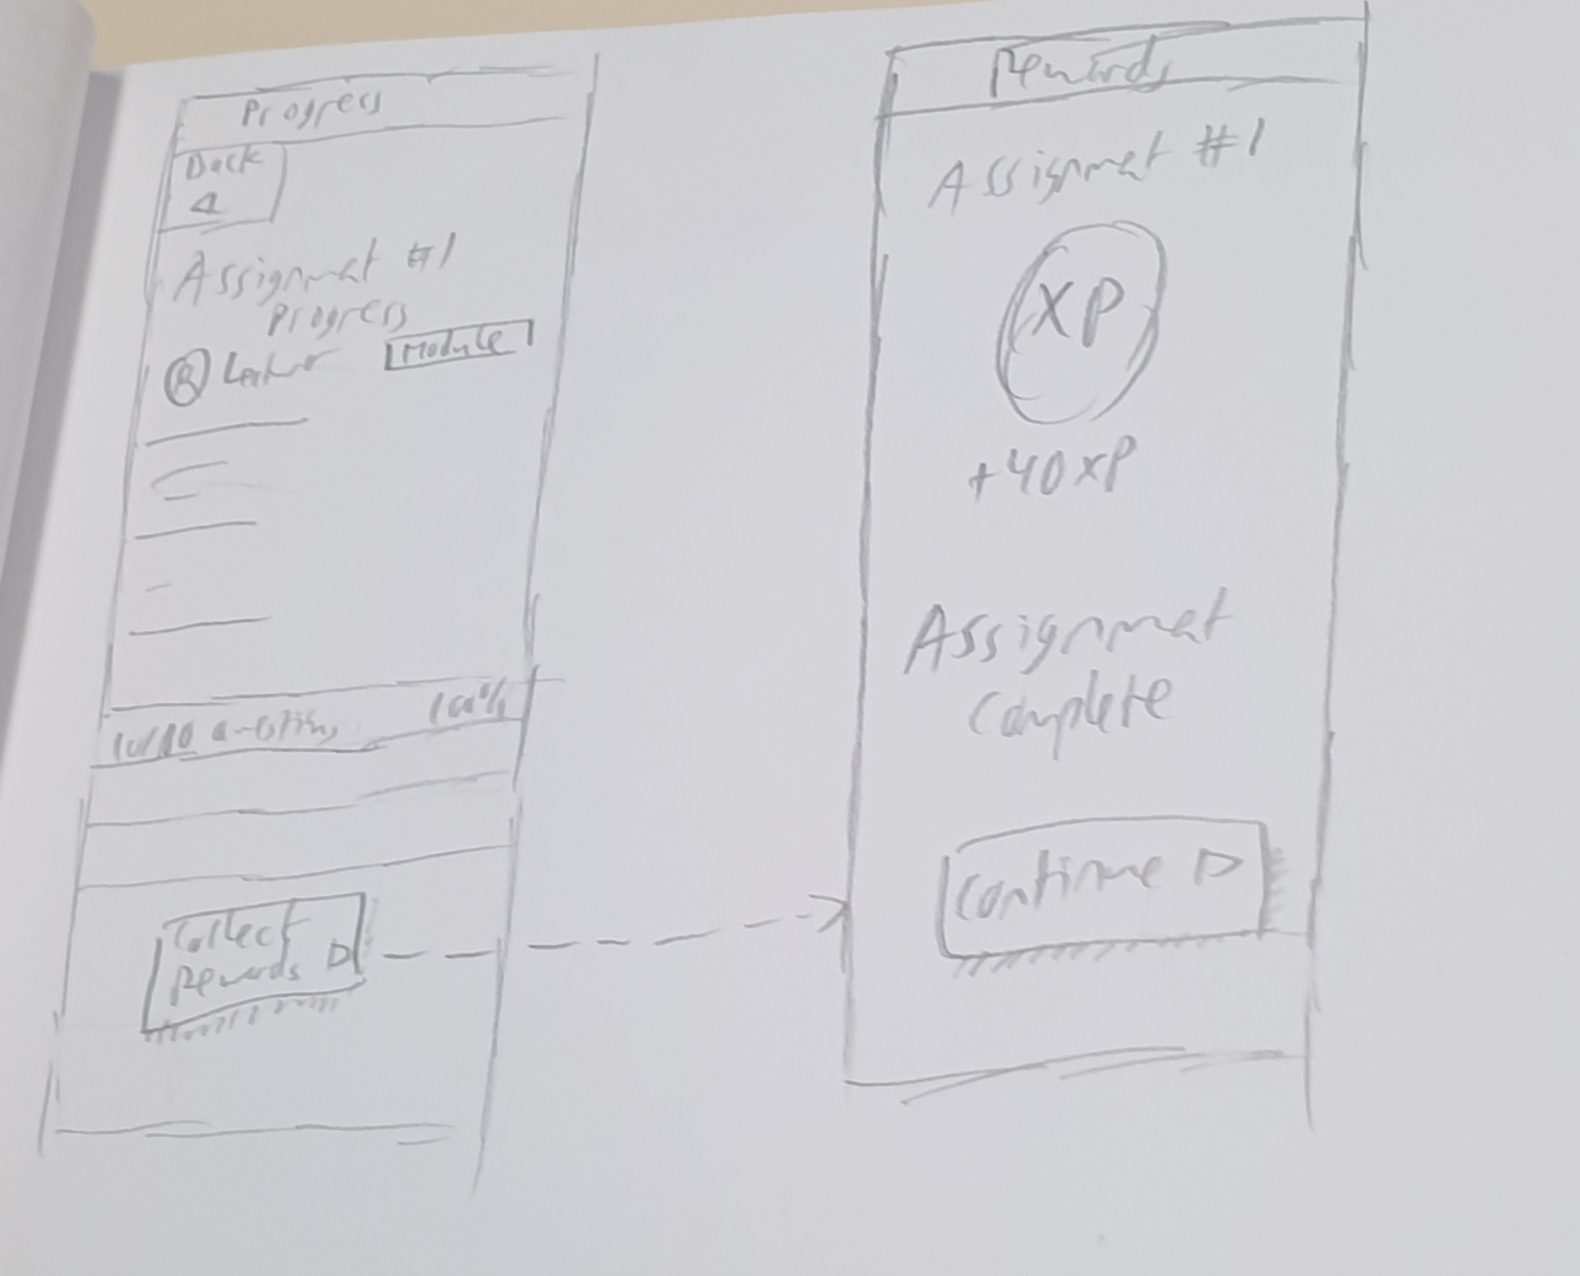 Progress
Back
Assignment #1
Progress
Lecturer
Module
10/10 questions 100%
Collect
Rewards
Rewards
Assignment #1
XP
+40 XP
Assignment
Complete
Continue